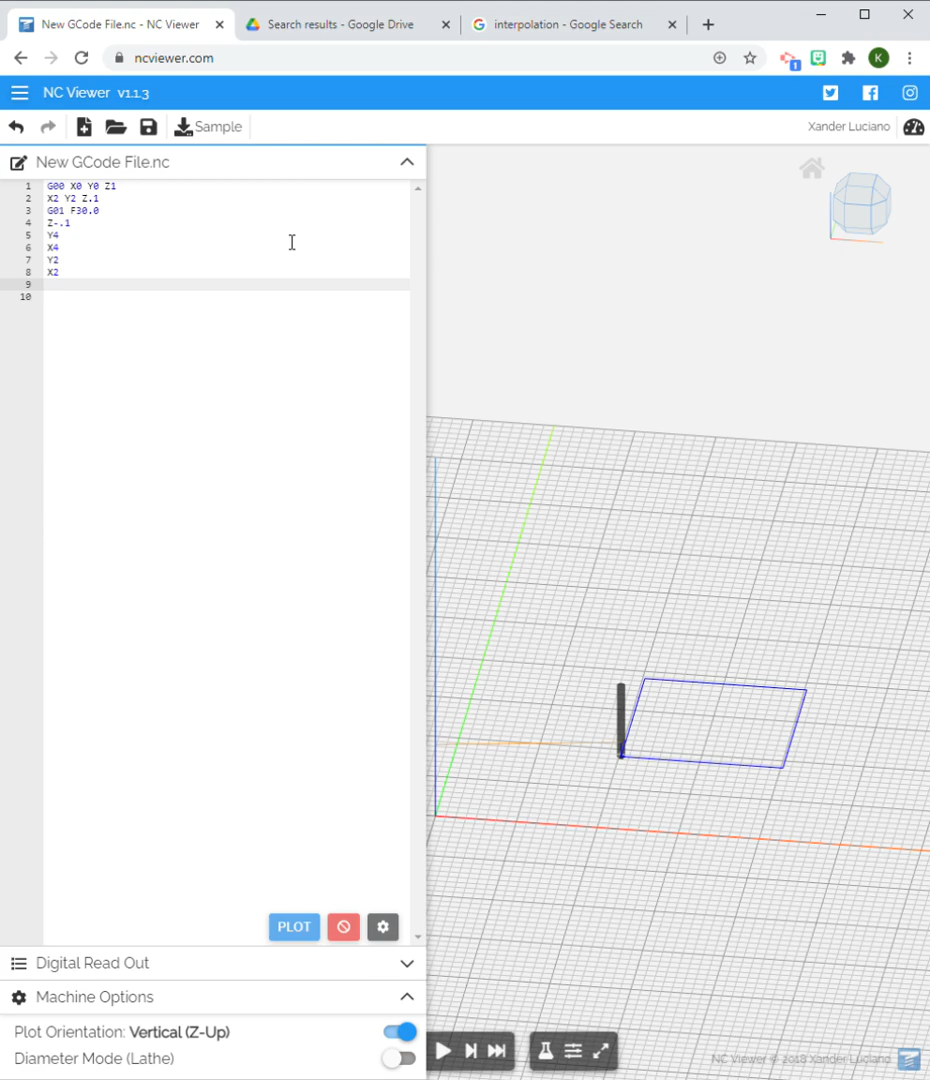 New GCode File.nc - NC Viewer
Search results - Google Drive
interpolation - Google Search
ncviewer.com
1
K
NC Viewer v1.1.3
Sample
Xander Luciano
New GCode File.nc
1 G00 X0 Y0 Z1
2 X2 Y2 Z.1
3 G01 F30.0
4 Z-.1
5 Y4
6 X4
7 Y2
8 X2
9
10
PLOT
Digital Read Out
Machine Options
Plot Orientation: Vertical (Z-Up)
Diameter Mode (Lathe)
NC Viewer © 2018 Xander Luciano